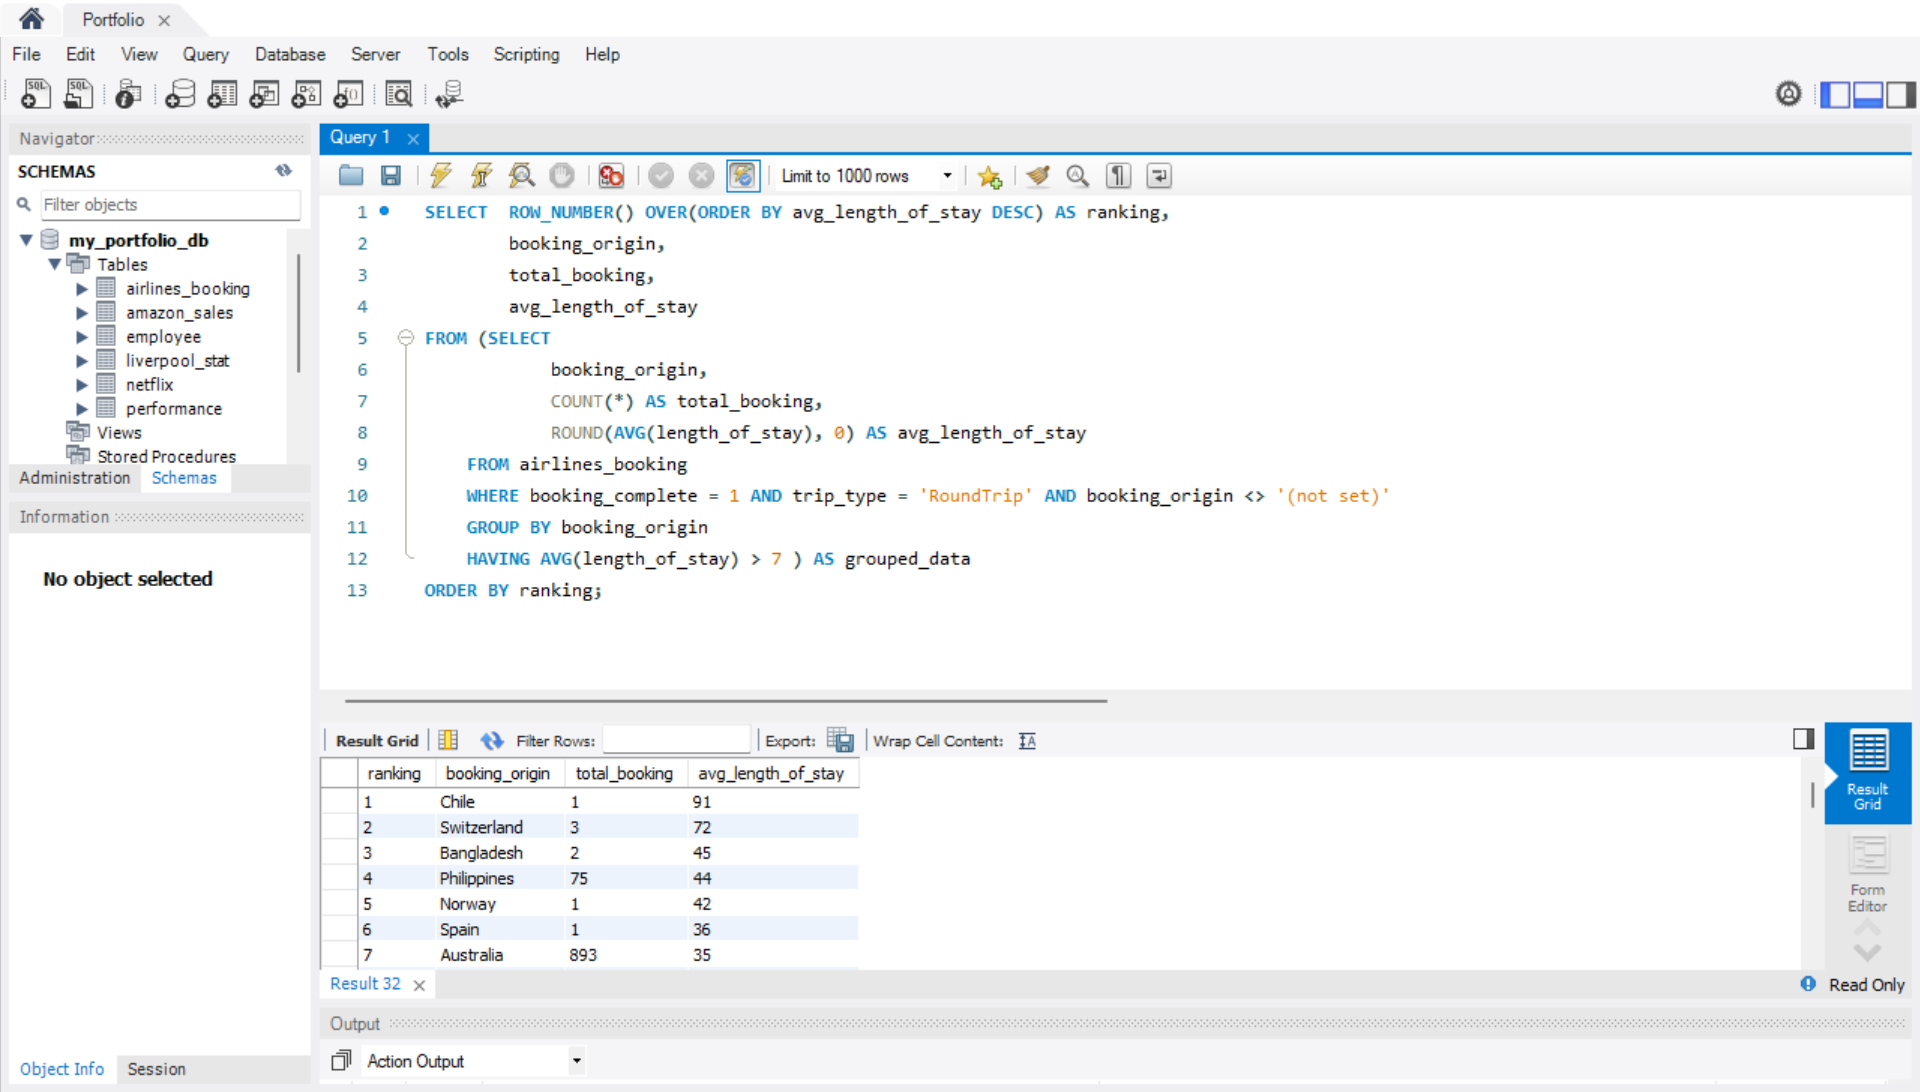 Portfolio
File Edit View Query Database Server Tools Scripting Help
Navigator
SCHEMAS
Filter objects
my_portfolio_db
Tables
airlines_booking
amazon_sales
employee
liverpool_stat
netflix
performance
Views
Stored Procedures
Administration Schemas
Information
No object selected
Object Info Session
Query 1
Limit to 1000 rows
1 SELECT ROW_NUMBER() OVER(ORDER BY avg_length_of_stay DESC) AS ranking,
2 booking_origin,
3 total_booking,
4 avg_length_of_stay
5 FROM (SELECT
6 booking_origin,
7 COUNT(*) AS total_booking,
8 ROUND(AVG(length_of_stay), 0) AS avg_length_of_stay
9 FROM airlines_booking
10 WHERE booking_complete = 1 AND trip_type = 'RoundTrip' AND booking_origin <> '(not set)'
11 GROUP BY booking_origin
12 HAVING AVG(length_of_stay) > 7 ) AS grouped_data
13 ORDER BY ranking;
Result Grid Filter Rows: Export: Wrap Cell Content:
ranking booking_origin total_booking avg_length_of_stay
1 Chile 1 91
2 Switzerland 3 72
3 Bangladesh 2 45
4 Philippines 75 44
5 Norway 1 42
6 Spain 1 36
7 Australia 893 35
Result
Grid
Form
Editor
Result 32
Read Only
Output
Action Output